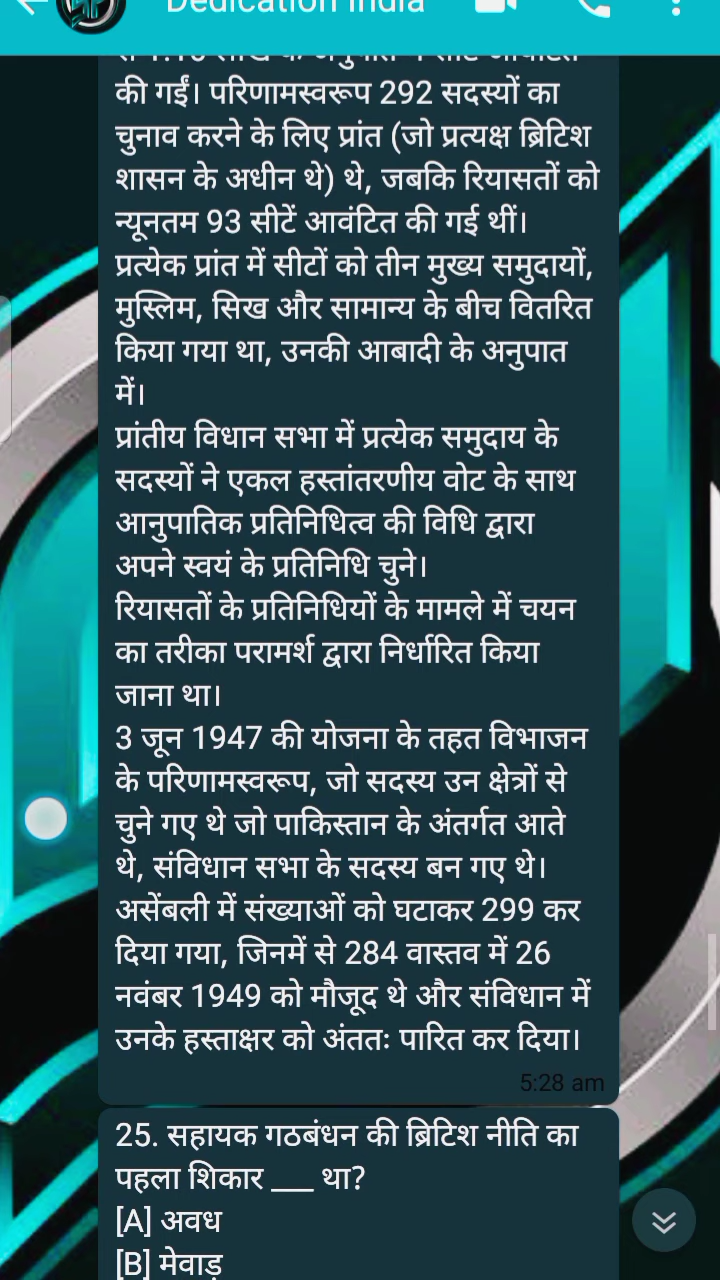 Dedication India
की गईं। परिणामस्वरूप 292 सदस्यों का
चुनाव करने के लिए प्रांत (जो प्रत्यक्ष ब्रिटिश
शासन के अधीन थे) थे, जबकि रियासतों को
न्यूनतम 93 सीटें आवंटित की गई थीं।
प्रत्येक प्रांत में सीटों को तीन मुख्य समुदायों,
मुस्लिम, सिख और सामान्य के बीच वितरित
किया गया था, उनकी आबादी के अनुपात
में।
प्रांतीय विधान सभा में प्रत्येक समुदाय के
सदस्यों ने एकल हस्तांतरणीय वोट के साथ
आनुपातिक प्रतिनिधित्व की विधि द्वारा
अपने स्वयं के प्रतिनिधि चुने।
रियासतों के प्रतिनिधियों के मामले में चयन
का तरीका परामर्श द्वारा निर्धारित किया
जाना था।
3 जून 1947 की योजना के तहत विभाजन
के परिणामस्वरूप, जो सदस्य उन क्षेत्रों से
चुने गए थे जो पाकिस्तान के अंतर्गत आते
थे, संविधान सभा के सदस्य बन गए थे।
असेंबली में संख्याओं को घटाकर 299 कर
दिया गया, जिनमें से 284 वास्तव में 26
नवंबर 1949 को मौजूद थे और संविधान में
उनके हस्ताक्षर को अंततः पारित कर दिया।
5:28 am
25. सहायक गठबंधन की ब्रिटिश नीति का
पहला शिकार ___ था?
[A] अवध
[B] मेवाड़